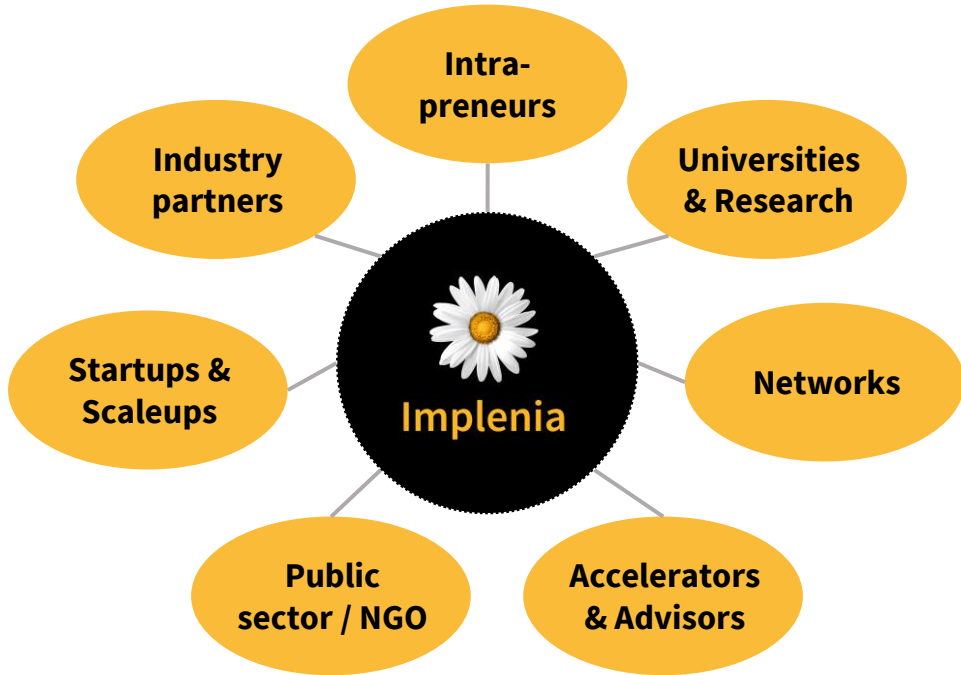 Intra-
preneurs
Industry
partners
Universities
& Research
Startups &
Scaleups
Implenia
Networks
Public
sector / NGO
Accelerators
& Advisors